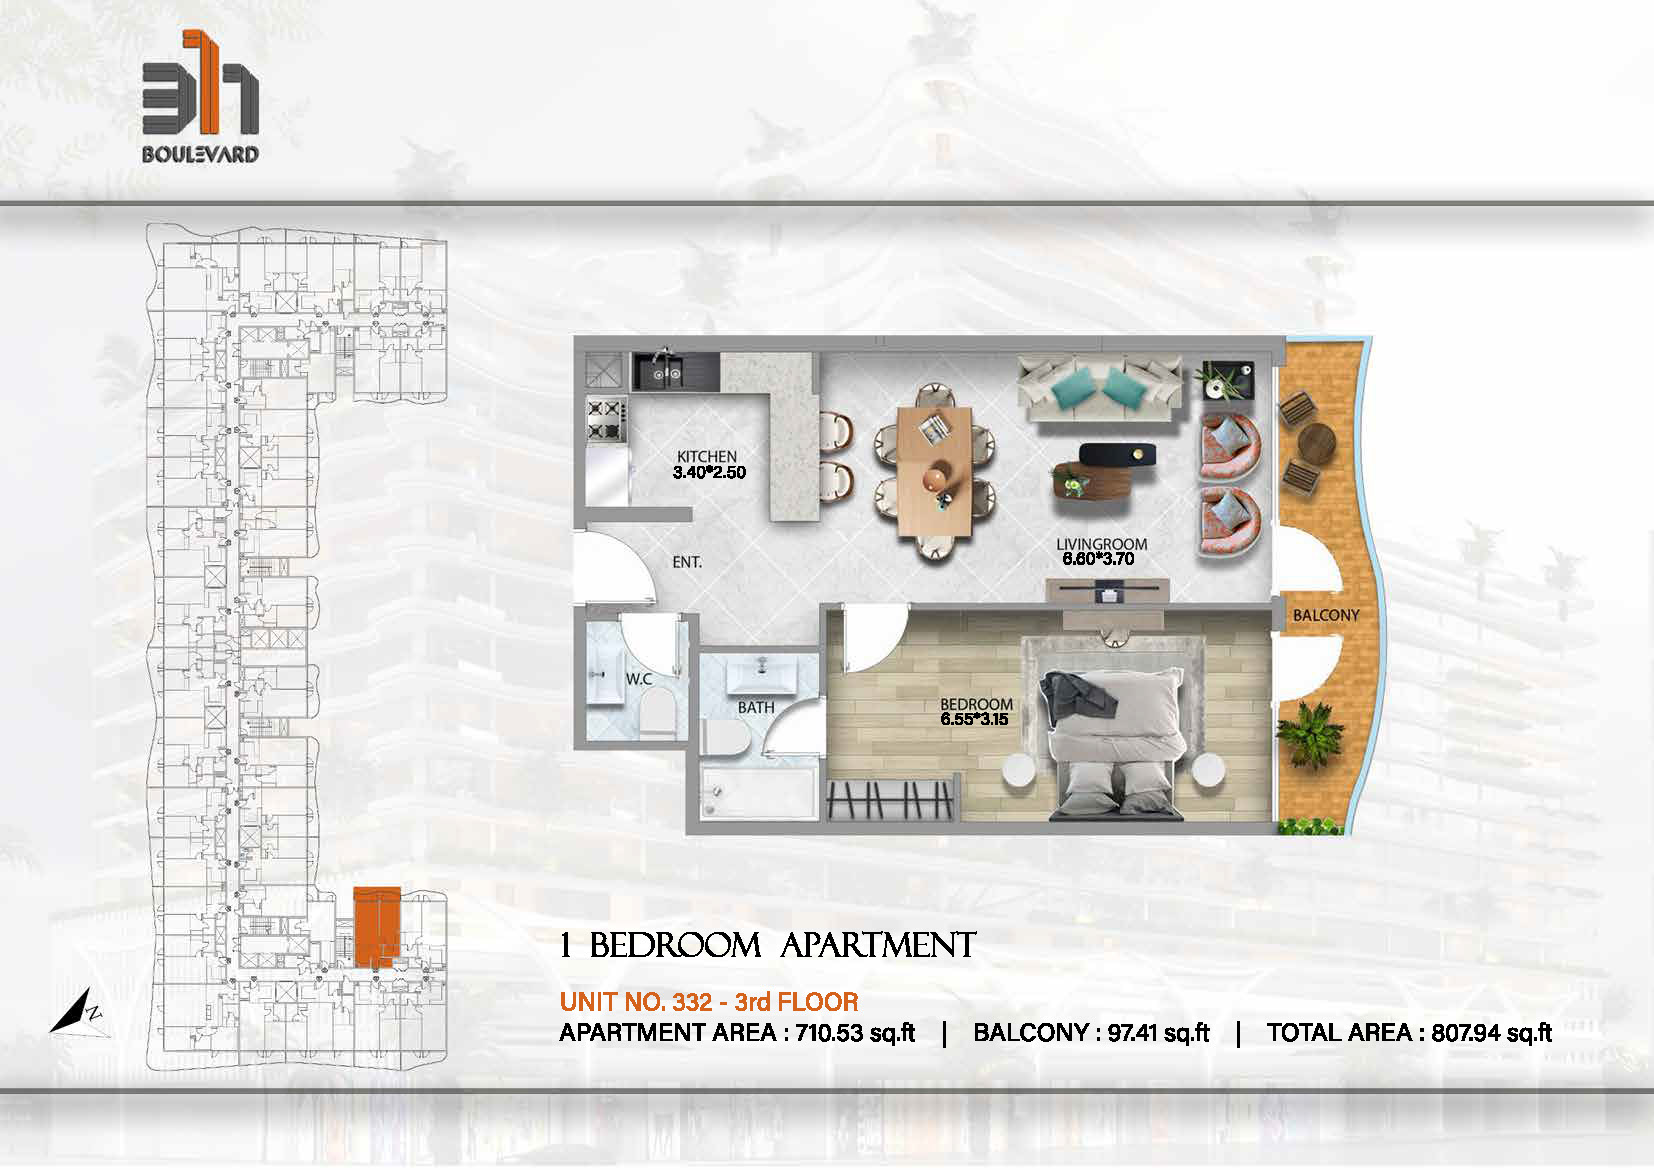 311
BOULEVARD
KITCHEN
3.40*2.50
ENT.
LIVINGROOM
6.60*3.70
BALCONY
W.C
BATH
BEDROOM
6.55*3.15
Z
1 BEDROOM APARTMENT
UNIT NO. 332 - 3rd FLOOR
APARTMENT AREA : 710.53 sq.ft | BALCONY : 97.41 sq.ft | TOTAL AREA : 807.94 sq.ft